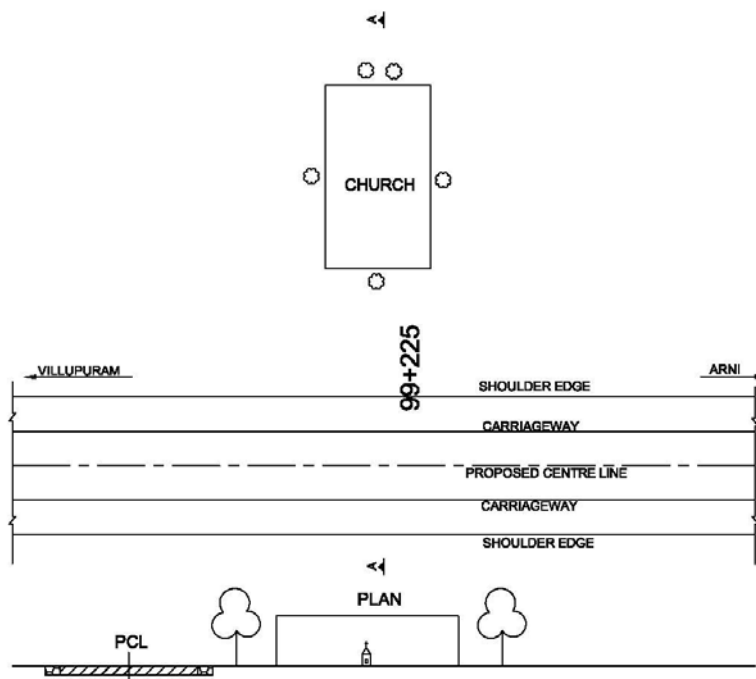 A
CHURCH
99+225
VILLUPURAM
ARNI
SHOULDER EDGE
CARRIAGEWAY
PROPOSED CENTRE LINE
CARRIAGEWAY
SHOULDER EDGE
A
PLAN
PCL